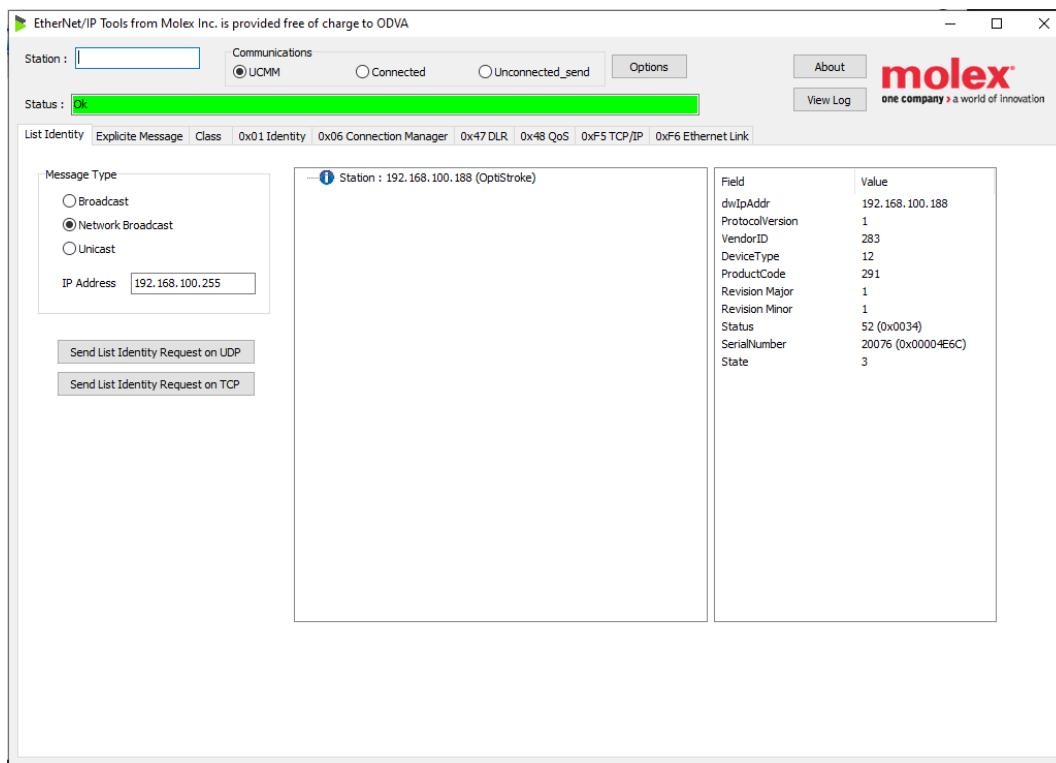 EtherNet/IP Tools from Molex Inc. is provided free of charge to ODVA
Station :
Communications
UCMM Connected Unconnected_send
Options
About
molex
one company > a world of innovation
Status : Ok
View Log
List Identity Explicite Message Class 0x01 Identity 0x06 Connection Manager 0x47 DLR 0x48 QoS 0xF5 TCP/IP 0xF6 Ethernet Link
Message Type
Broadcast
Network Broadcast
Unicast
IP Address 192.168.100.255
Send List Identity Request on UDP
Send List Identity Request on TCP
Station : 192.168.100.188 (OptiStroke)
Field Value
dwIpAddr 192.168.100.188
ProtocolVersion 1
VendorID 283
DeviceType 12
ProductCode 291
Revision Major 1
Revision Minor 1
Status 52 (0x0034)
SerialNumber 20076 (0x00004E6C)
State 3